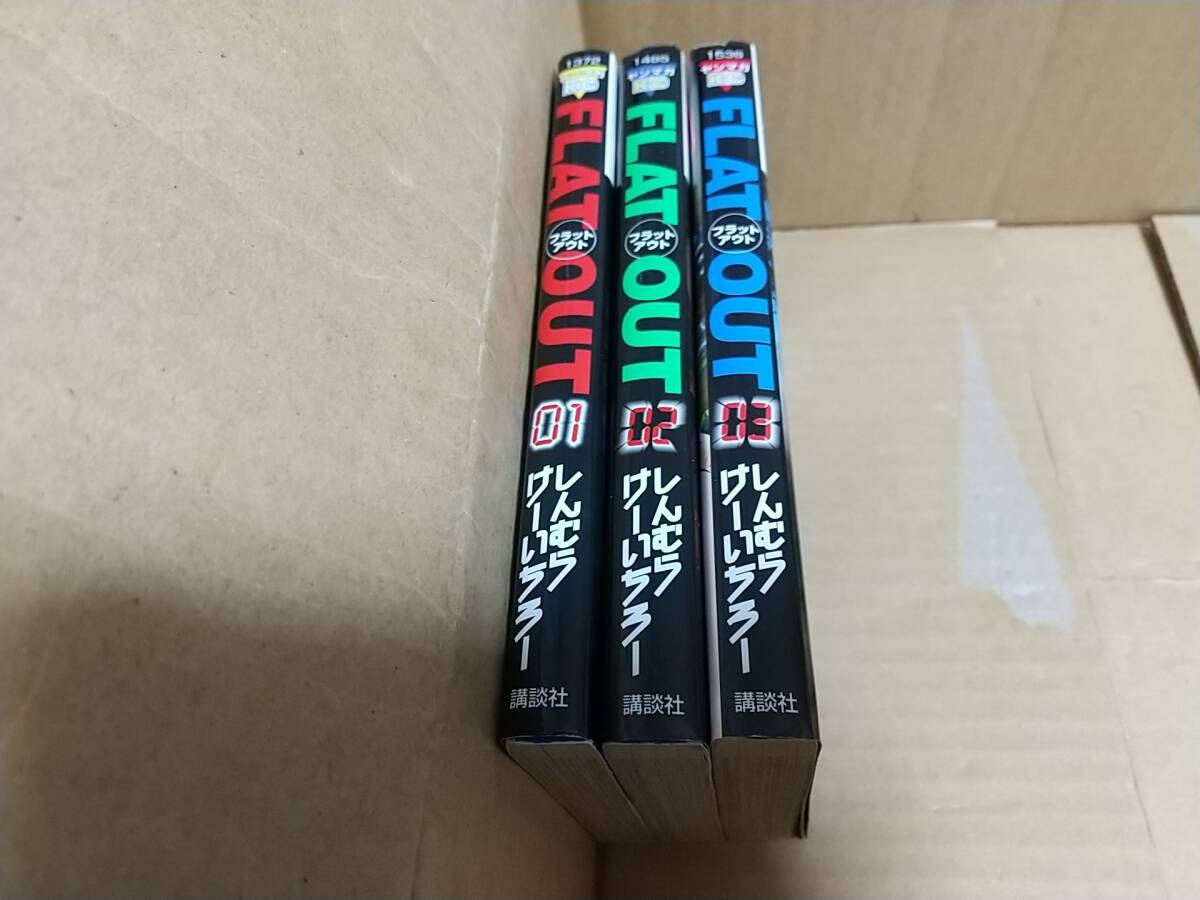 1372
FLAT OUT
フラット
アウト
01
しんむら
けーいちろー
講談社
1485
ヤンマガ
KC
FLAT OUT
フラット
アウト
02
しんむら
けーいちろー
講談社
1536
ヤンマガ
KC
FLAT OUT
フラット
アウト
03
しんむら
けーいちろー
講談社